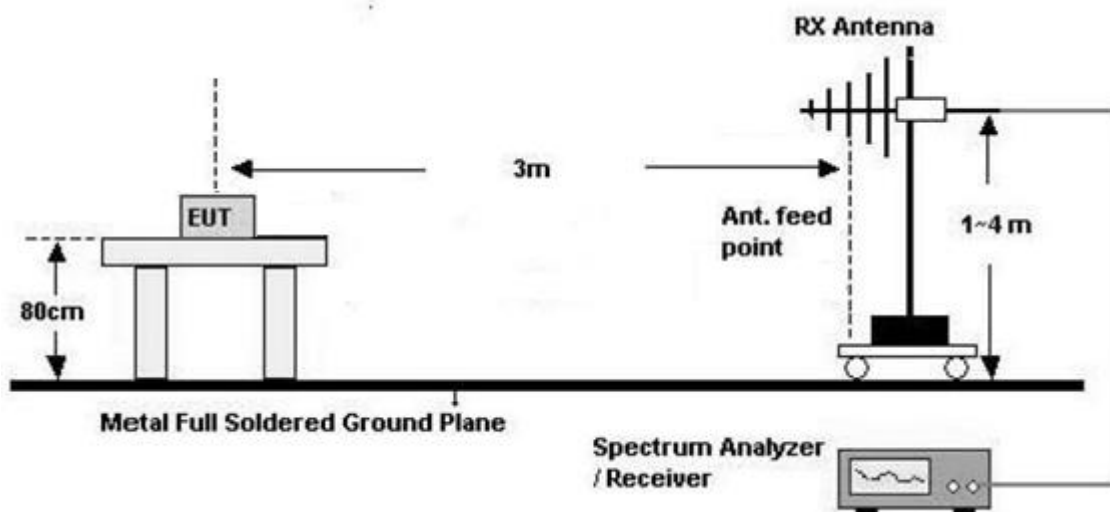 RX Antenna
3m
EUT
Ant. feed
point
1~4 m
80cm
Metal Full Soldered Ground Plane
Spectrum Analyzer
/ Receiver